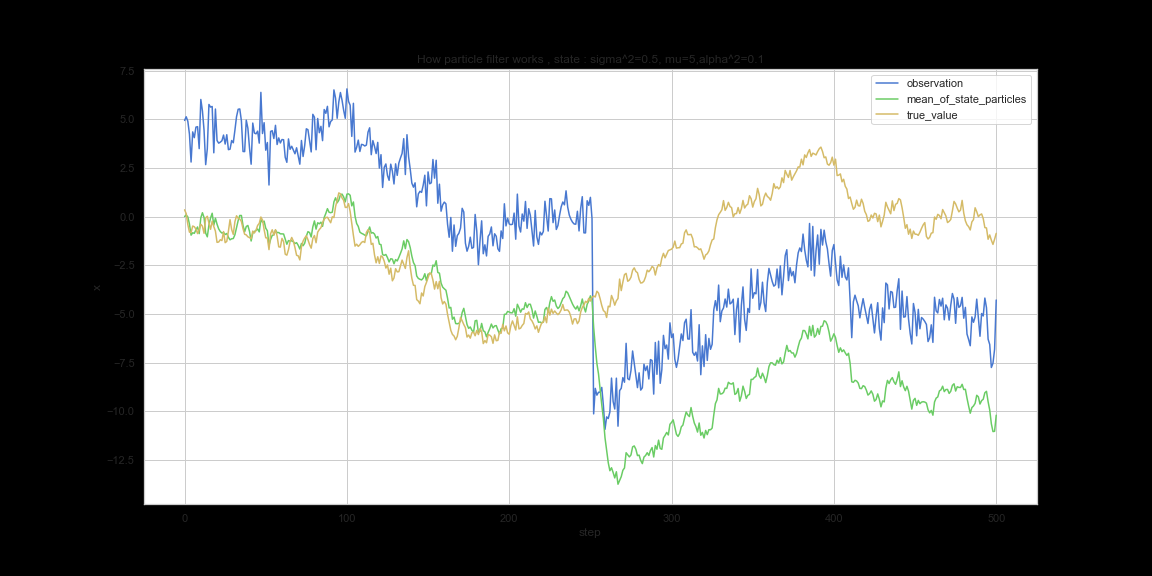 How particle filter works , state : sigma^2=0.5, mu=5,alpha^2=0.1
7.5
5.0
2.5
0.0
−2.5
−5.0
−7.5
−10.0
−12.5
x
observation
mean_of_state_particles
true_value
0 100 200 300 400 500
step